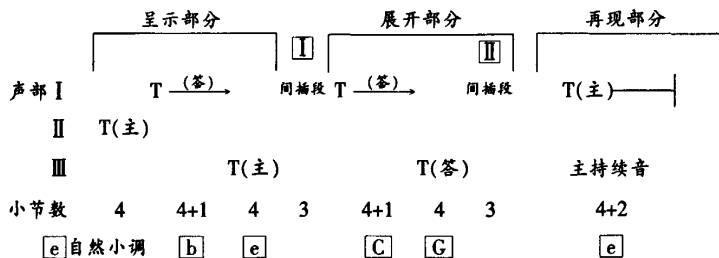 呈示部分 Ⅰ 展开部分 Ⅱ 再现部分
声部 Ⅰ T (答) 间插段 T (答) 间插段 T(主)
Ⅱ T(主)
Ⅲ T(主) T(答) 主持续音
小节数 4 4+1 4 3 4+1 4 3 4+2
e 自然小调 b e C G e